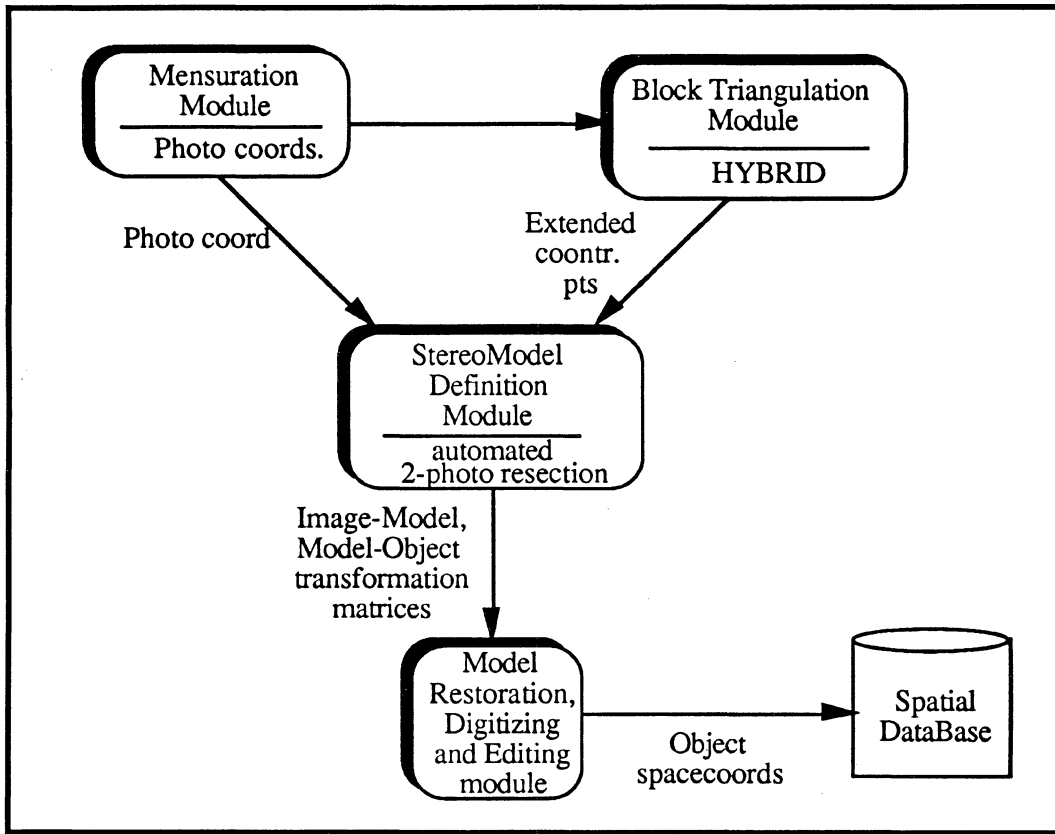 Mensuration
Module
Photo coords.
Block Triangulation
Module
HYBRID
Photo coord
Extended
coontr.
pts
StereoModel
Definition
Module
automated
2-photo resection
Image-Model,
Model-Object
transformation
matrices
Model
Restoration,
Digitizing
and Editing
module
Object
spacecoords
Spatial
DataBase